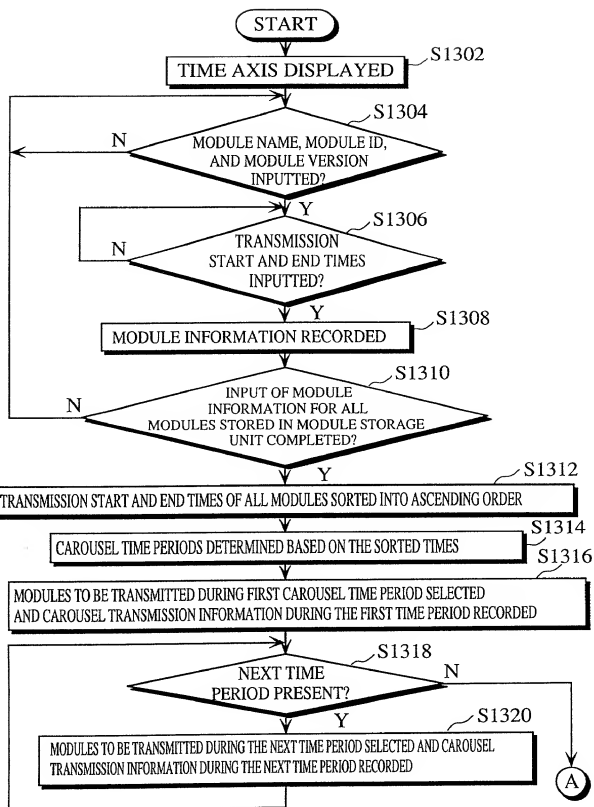 START
S1302
TIME AXIS DISPLAYED
S1304
N
MODULE NAME, MODULE ID,
AND MODULE VERSION
INPUTTED?
Y
S1306
N
TRANSMISSION
START AND END TIMES
INPUTTED?
Y
S1308
MODULE INFORMATION RECORDED
S1310
N
INPUT OF MODULE
INFORMATION FOR ALL
MODULES STORED IN MODULE STORAGE
UNIT COMPLETED?
Y
S1312
TRANSMISSION START AND END TIMES OF ALL MODULES SORTED INTO ASCENDING ORDER
S1314
CAROUSEL TIME PERIODS DETERMINED BASED ON THE SORTED TIMES
S1316
MODULES TO BE TRANSMITTED DURING FIRST CAROUSEL TIME PERIOD SELECTED
AND CAROUSEL TRANSMISSION INFORMATION DURING THE FIRST TIME PERIOD RECORDED
S1318
NEXT TIME
PERIOD PRESENT?
N
Y
S1320
MODULES TO BE TRANSMITTED DURING THE NEXT TIME PERIOD SELECTED AND CAROUSEL
TRANSMISSION INFORMATION DURING THE NEXT TIME PERIOD RECORDED
A